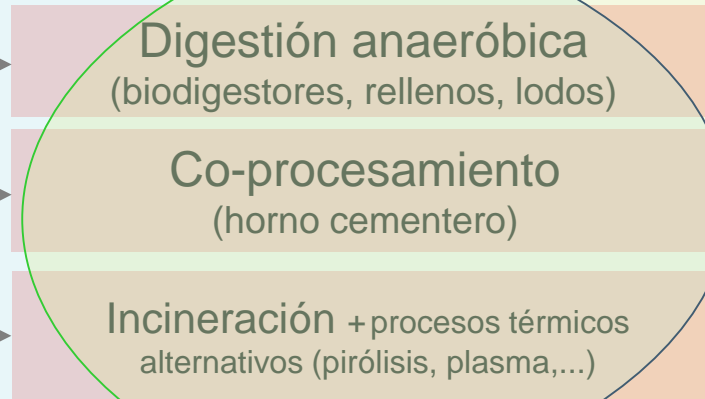 Digestión anaeróbica
(biodigestores, rellenos, lodos)
Co-procesamiento
(horno cementero)
Incineración + procesos térmicos
alternativos (pirólisis, plasma,...)